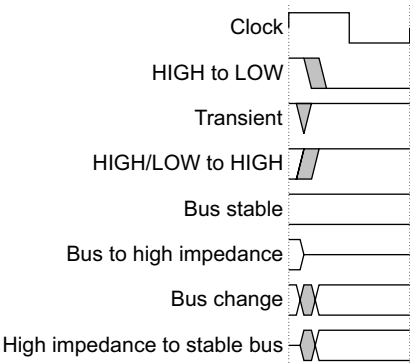 Clock
HIGH to LOW
Transient
HIGH/LOW to HIGH
Bus stable
Bus to high impedance
Bus change
High impedance to stable bus